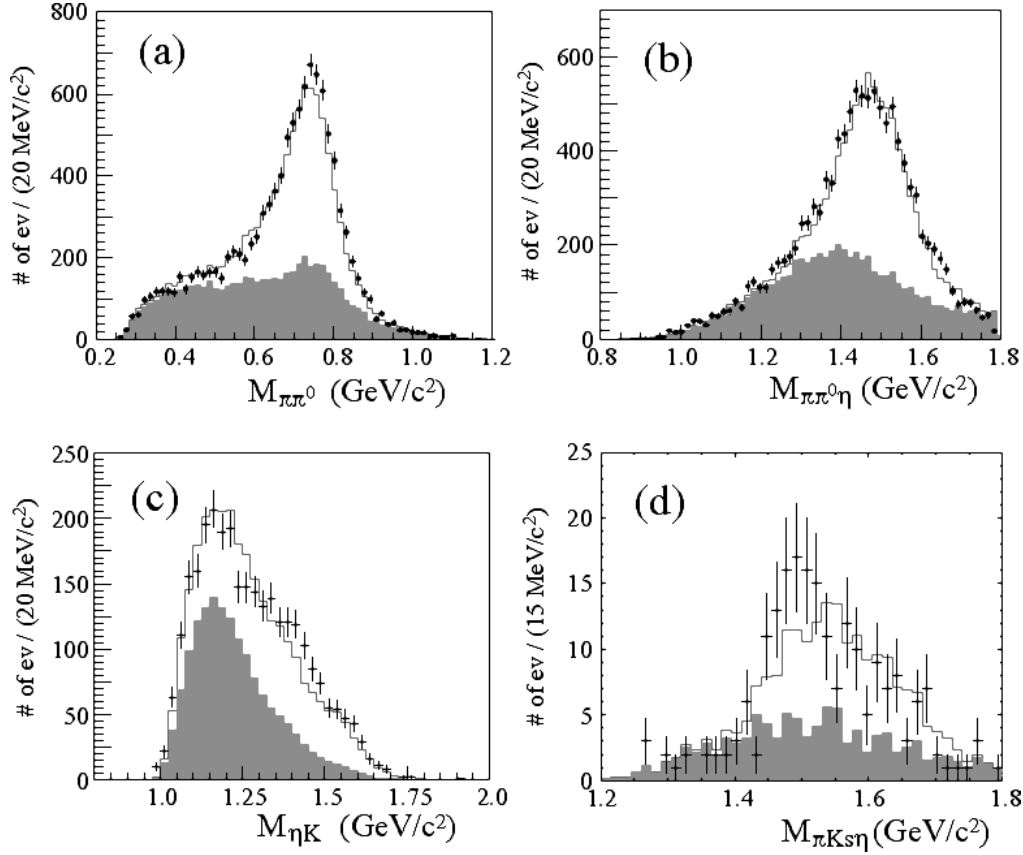 (a)
# of ev / (20 MeV/c²)
800
600
400
200
0
0.2 0.4 0.6 0.8 1.0 1.2
M_ππ⁰ (GeV/c²)
(b)
# of ev / (20 MeV/c²)
600
400
200
0
0.8 1.0 1.2 1.4 1.6 1.8
M_ππ⁰η (GeV/c²)
(c)
# of ev / (20 MeV/c²)
250
200
150
100
50
0
1.0 1.25 1.5 1.75 2.0
M_ηK (GeV/c²)
(d)
# of ev / (15 MeV/c²)
25
20
15
10
5
0
1.2 1.4 1.6 1.8
M_πKsη (GeV/c²)